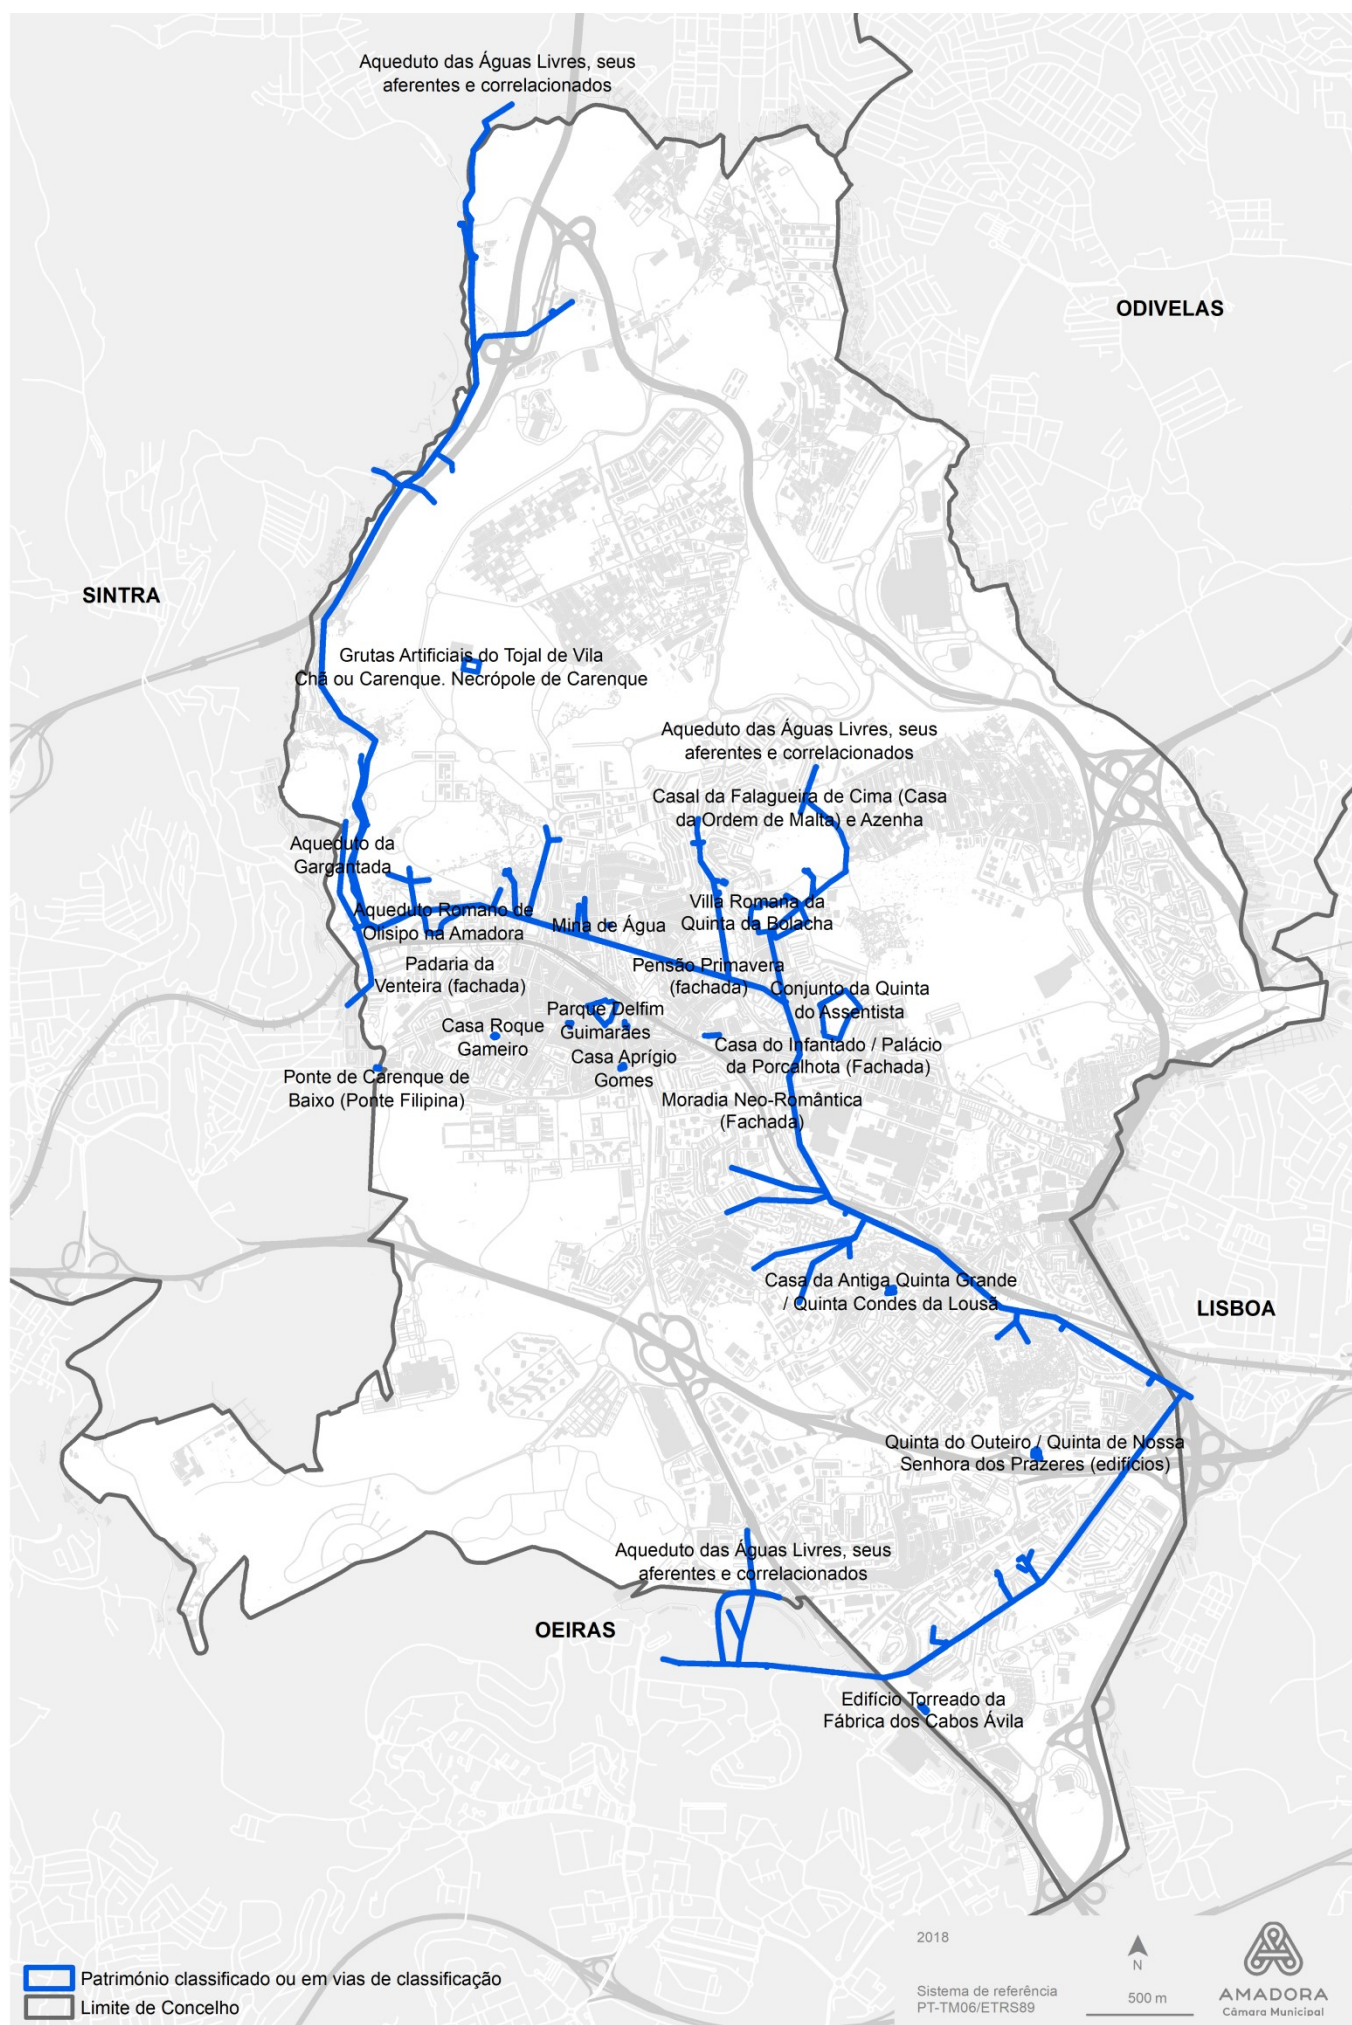 Aqueduto das Águas Livres, seus
aferentes e correlacionados
ODIVELAS
SINTRA
Grutas Artificiais do Tojal de Vila
Chã ou Carenque. Necrópole de Carenque
Aqueduto das Águas Livres, seus
aferentes e correlacionados
Casal da Falagueira de Cima (Casa
da Ordem de Malta) e Azenha
Aqueduto da
Gargantada
Villa Romana da
Quinta da Bolacha
Aqueduto Romano de
Olisipo na Amadora
Mina de Água
Padaria da
Venteira (fachada)
Pensão Primavera
(fachada)
Conjunto da Quinta
do Assentista
Parque Delfim
Guimarães
Casa Roque
Gameiro
Casa do Infantado / Palácio
da Porcalhota (Fachada)
Casa Aprígio
Gomes
Ponte de Carenque de
Baixo (Ponte Filipina)
Moradia Neo-Romântica
(Fachada)
Casa da Antiga Quinta Grande
/ Quinta Condes da Lousã
LISBOA
Quinta do Outeiro / Quinta de Nossa
Senhora dos Prazeres (edifícios)
Aqueduto das Águas Livres, seus
aferentes e correlacionados
OEIRAS
Edifício Torreado da
Fábrica dos Cabos Ávila
Património classificado ou em vias de classificação
Limite de Concelho
2018
Sistema de referência
PT-TM06/ETRS89
N
500 m
AMADORA
Câmara Municipal